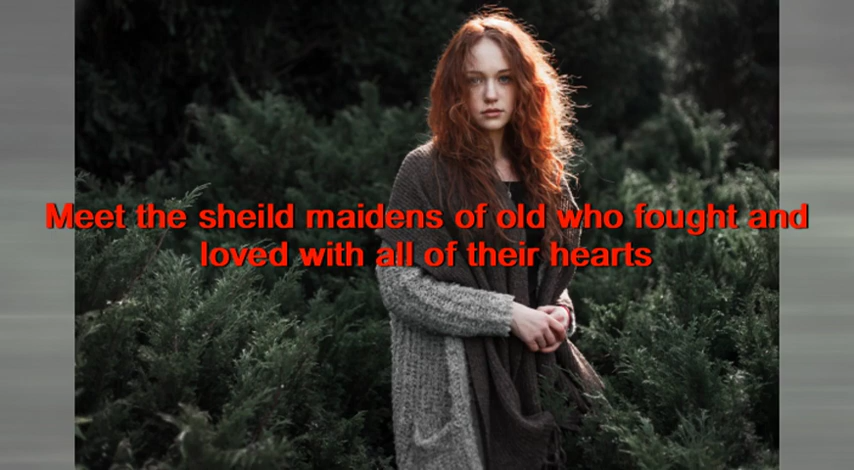 Meet the sheild maidens of old who fought and
loved with all of their hearts